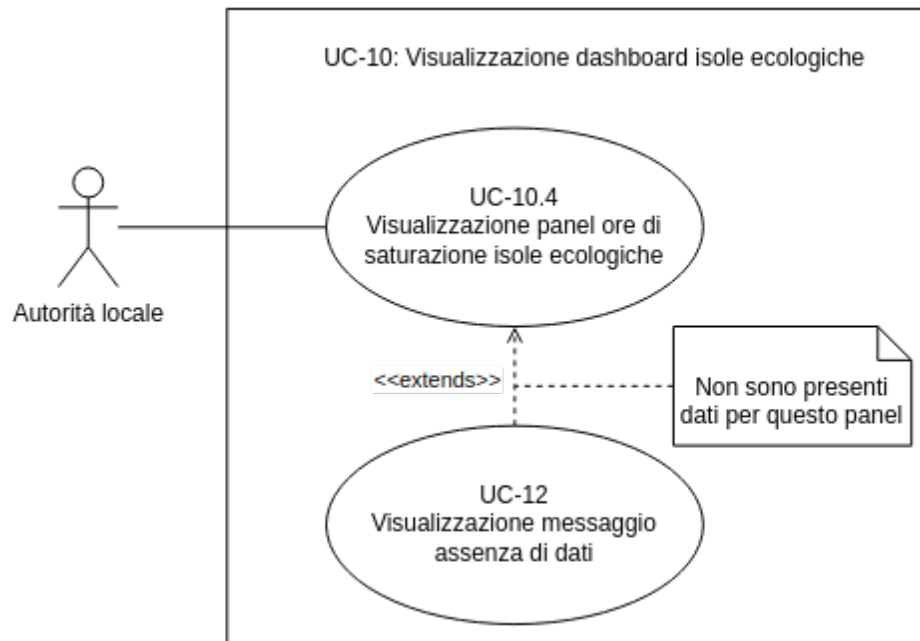 UC-10: Visualizzazione dashboard isole ecologiche
UC-10.4
Visualizzazione panel ore di
saturazione isole ecologiche
Autorità locale
<<extends>>
Non sono presenti
dati per questo panel
UC-12
Visualizzazione messaggio
assenza di dati